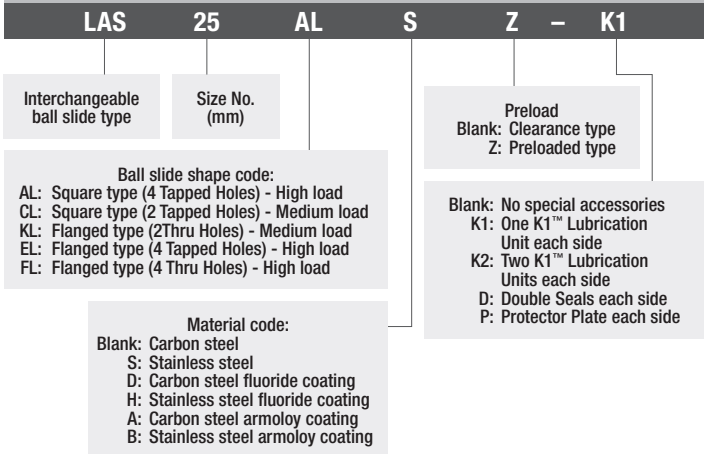 LAS 25 AL S Z – K1
Interchangeable
ball slide type
Size No.
(mm)
Ball slide shape code:
AL: Square type (4 Tapped Holes) - High load
CL: Square type (2 Tapped Holes) - Medium load
KL: Flanged type (2Thru Holes) - Medium load
EL: Flanged type (4 Tapped Holes) - High load
FL: Flanged type (4 Thru Holes) - High load
Material code:
Blank: Carbon steel
S: Stainless steel
D: Carbon steel fluoride coating
H: Stainless steel fluoride coating
A: Carbon steel armoloy coating
B: Stainless steel armoloy coating
Preload
Blank: Clearance type
Z: Preloaded type
Blank: No special accessories
K1: One K1™ Lubrication
Unit each side
K2: Two K1™ Lubrication
Units each side
D: Double Seals each side
P: Protector Plate each side